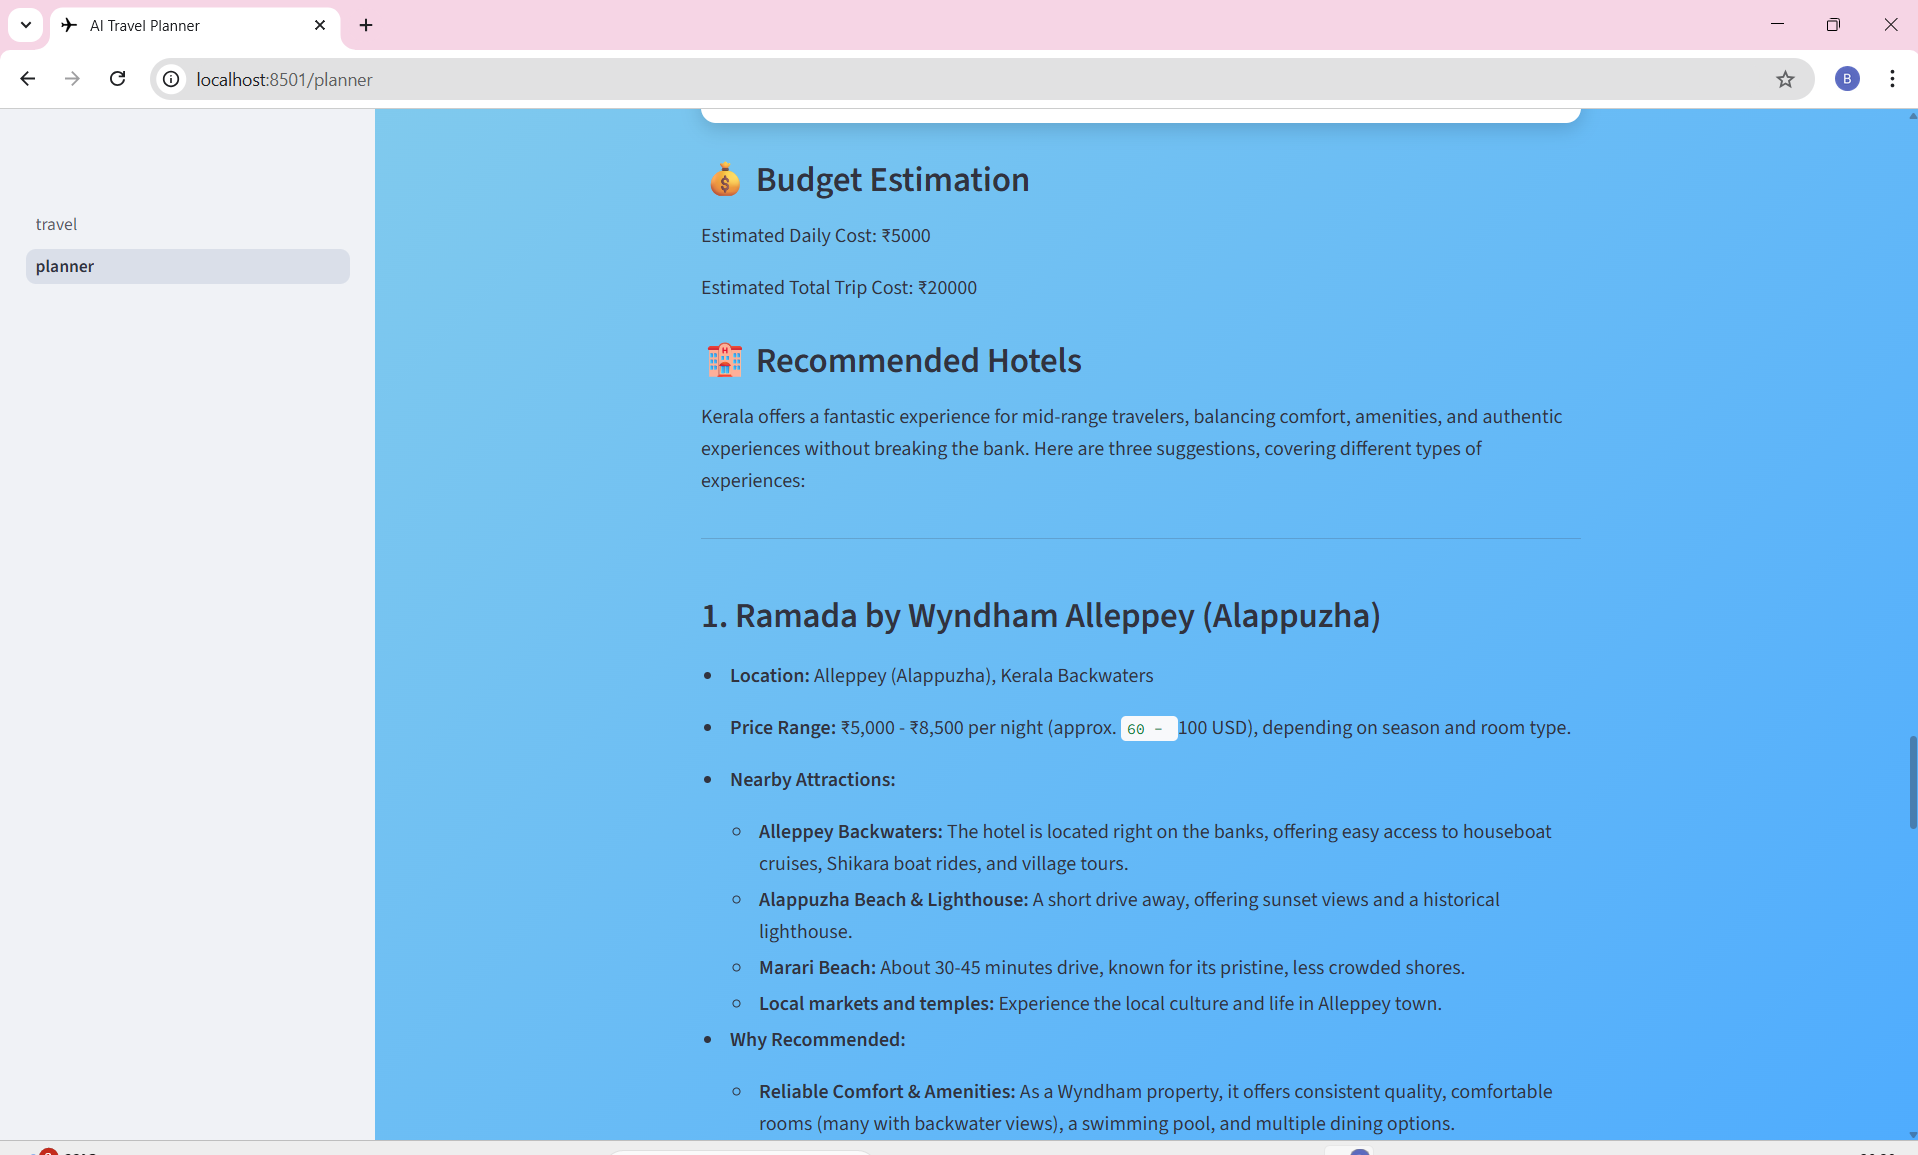 AI Travel Planner
localhost:8501/planner
B
travel
planner
Budget Estimation
Estimated Daily Cost: ₹5000
Estimated Total Trip Cost: ₹20000
Recommended Hotels
Kerala offers a fantastic experience for mid-range travelers, balancing comfort, amenities, and authentic
experiences without breaking the bank. Here are three suggestions, covering different types of
experiences:
1. Ramada by Wyndham Alleppey (Alappuzha)
Location: Alleppey (Alappuzha), Kerala Backwaters
Price Range: ₹5,000 - ₹8,500 per night (approx. 60 - 100 USD), depending on season and room type.
Nearby Attractions:
Alleppey Backwaters: The hotel is located right on the banks, offering easy access to houseboat
cruises, Shikara boat rides, and village tours.
Alappuzha Beach & Lighthouse: A short drive away, offering sunset views and a historical
lighthouse.
Marari Beach: About 30-45 minutes drive, known for its pristine, less crowded shores.
Local markets and temples: Experience the local culture and life in Alleppey town.
Why Recommended:
Reliable Comfort & Amenities: As a Wyndham property, it offers consistent quality, comfortable
rooms (many with backwater views), a swimming pool, and multiple dining options.